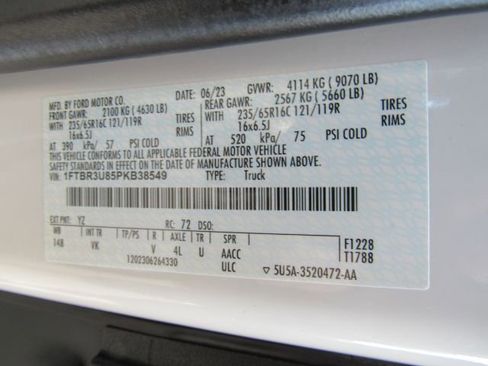 MFD. BY FORD MOTOR CO. DATE: 06/23 GVWR: 4114 KG ( 9070 LB)
FRONT GAWR: 2100 KG ( 4630 LB) REAR GAWR: 2567 KG ( 5660 LB)
235/65R16C 121/119R TIRES 235/65R16C 121/119R TIRES
16x6.5J RIMS 16x6.5J RIMS
AT 390 kPa/ 57 PSI COLD AT 520 kPa/ 75 PSI COLD
THIS VEHICLE CONFORMS TO ALL APPLICABLE FEDERAL MOTOR VEHICLE
SAFETY STANDARDS IN EFFECT ON THE DATE OF MANUFACTURE SHOWN ABOVE.
VIN: 1FTBR3U85PKB38549 TYPE: Truck
EXT PNT: YZ RC: 72 DSO:
WB INT TR TP/PS R AXLE TR SPR F1228
148 VK V 4L U AACC T1788
1202306264330 ULC ▽ 5U5A-3520472-AA